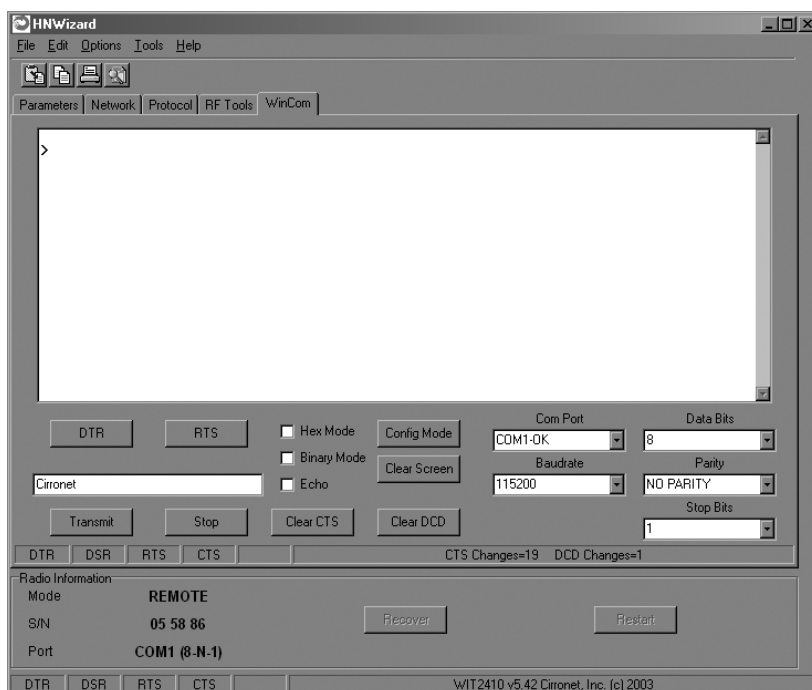 HNWizard
File Edit Options Tools Help
Parameters Network Protocol RF Tools WinCom
>
DTR RTS Hex Mode Config Mode Com Port Data Bits
COM1-OK 8
Binary Mode Clear Screen Baudrate Parity
Cirronet Echo 115200 NO PARITY
Stop Bits
Transmit Stop Clear CTS Clear DCD 1
DTR DSR RTS CTS CTS Changes=19 DCD Changes=1
Radio Information
Mode REMOTE
S/N 05 58 86 Recover Restart
Port COM1 (8-N-1)
DTR DSR RTS CTS WIT2410 v5.42 Cirronet, Inc. (c) 2003